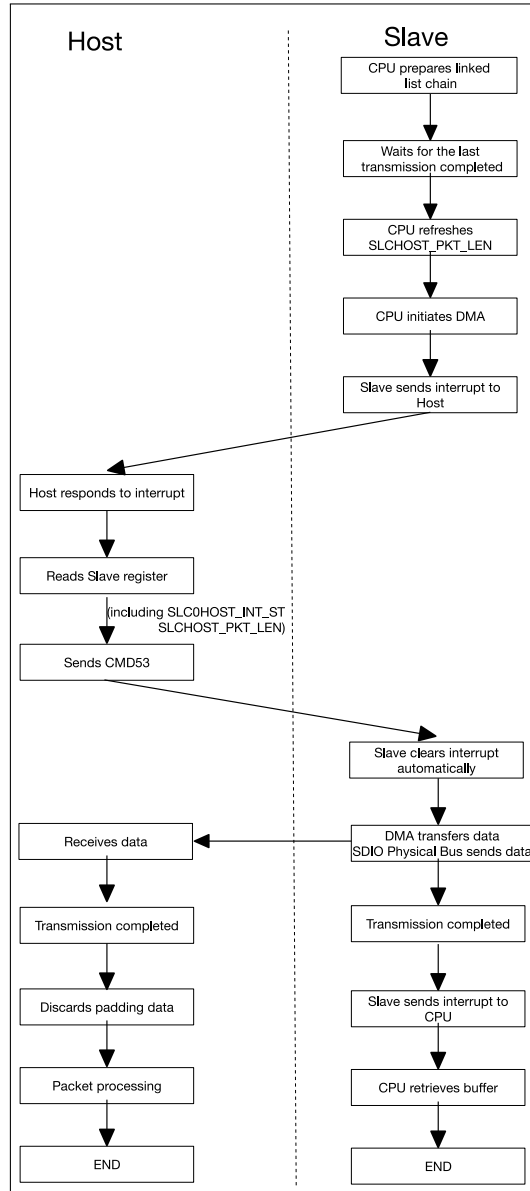 Host
Slave
CPU prepares linked
list chain
Waits for the last
transmission completed
CPU refreshes
SLCHOST_PKT_LEN
CPU initiates DMA
Slave sends interrupt to
Host
Host responds to interrupt
Reads Slave register
(including SLC0HOST_INT_ST
SLCHOST_PKT_LEN)
Sends CMD53
Slave clears interrupt
automatically
Receives data
DMA transfers data
SDIO Physical Bus sends data
Transmission completed
Transmission completed
Discards padding data
Slave sends interrupt to
CPU
Packet processing
CPU retrieves buffer
END
END